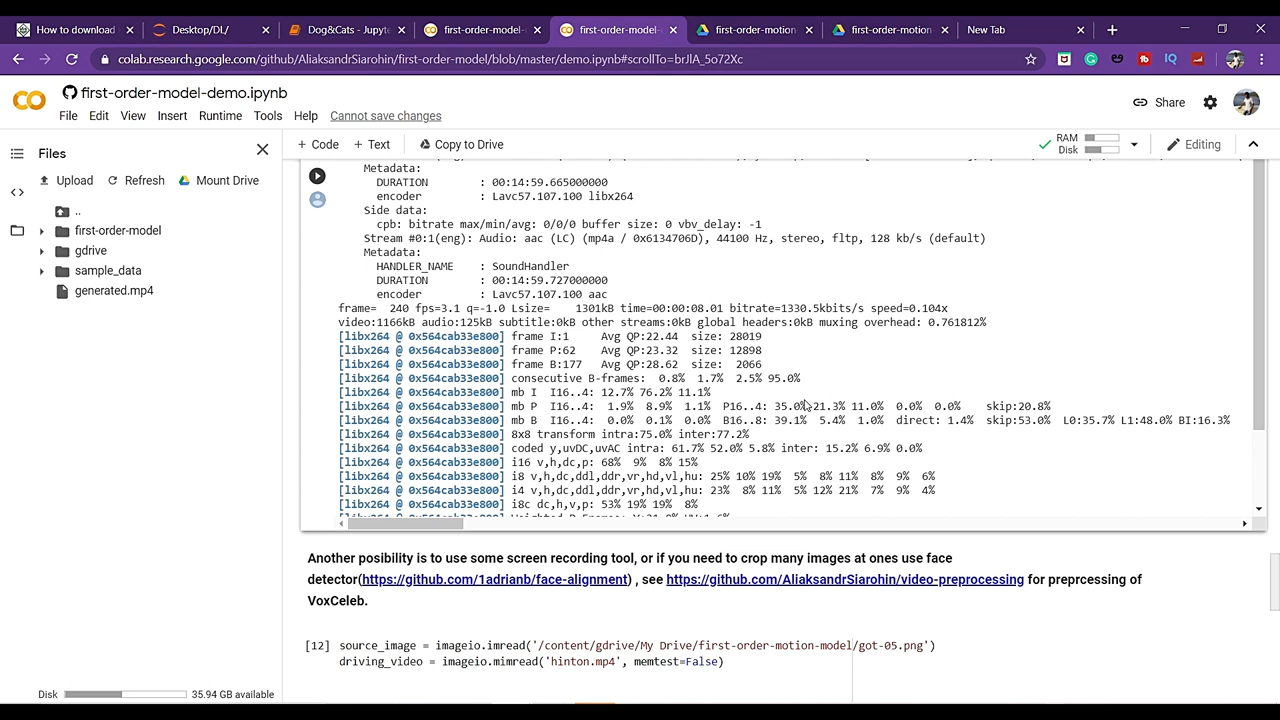 How to download
Desktop/DL/
Dog&Cats - Jupyte
first-order-model-
first-order-model-
first-order-motion
first-order-motion
New Tab
colab.research.google.com/github/AliaksandrSiarohin/first-order-model/blob/master/demo.ipynb#scrollTo=brJlA_5o72Xc
first-order-model-demo.ipynb
File Edit View Insert Runtime Tools Help Cannot save changes
Share
Files
+ Code + Text Copy to Drive
RAM
Disk
Editing
Upload Refresh Mount Drive
..
first-order-model
gdrive
sample_data
generated.mp4
Metadata:
DURATION : 00:14:59.665000000
encoder : Lavc57.107.100 libx264
Side data:
cpb: bitrate max/min/avg: 0/0/0 buffer size: 0 vbv_delay: -1
Stream #0:1(eng): Audio: aac (LC) (mp4a / 0x6134706D), 44100 Hz, stereo, fltp, 128 kb/s (default)
Metadata:
HANDLER_NAME : SoundHandler
DURATION : 00:14:59.727000000
encoder : Lavc57.107.100 aac
frame= 240 fps=3.1 q=-1.0 Lsize= 1301kB time=00:00:08.01 bitrate=1330.5kbits/s speed=0.104x
video:1166kB audio:125kB subtitle:0kB other streams:0kB global headers:0kB muxing overhead: 0.761812%
[libx264 @ 0x564cab33e800] frame I:1 Avg QP:22.44 size: 28019
[libx264 @ 0x564cab33e800] frame P:62 Avg QP:23.32 size: 12898
[libx264 @ 0x564cab33e800] frame B:177 Avg QP:28.62 size: 2066
[libx264 @ 0x564cab33e800] consecutive B-frames: 0.8% 1.7% 2.5% 95.0%
[libx264 @ 0x564cab33e800] mb I I16..4: 12.7% 76.2% 11.1%
[libx264 @ 0x564cab33e800] mb P I16..4: 1.9% 8.9% 1.1% P16..4: 35.0% 21.3% 11.0% 0.0% 0.0% skip:20.8%
[libx264 @ 0x564cab33e800] mb B I16..4: 0.0% 0.1% 0.0% B16..8: 39.1% 5.4% 1.0% direct: 1.4% skip:53.0% L0:35.7% L1:48.0% BI:16.3%
[libx264 @ 0x564cab33e800] 8x8 transform intra:75.0% inter:77.2%
[libx264 @ 0x564cab33e800] coded y,uvDC,uvAC intra: 61.7% 52.0% 5.8% inter: 15.2% 6.9% 0.0%
[libx264 @ 0x564cab33e800] i16 v,h,dc,p: 68% 9% 8% 15%
[libx264 @ 0x564cab33e800] i8 v,h,dc,ddl,ddr,vr,hd,vl,hu: 25% 10% 19% 5% 8% 11% 8% 9% 6%
[libx264 @ 0x564cab33e800] i4 v,h,dc,ddl,ddr,vr,hd,vl,hu: 23% 8% 11% 5% 12% 21% 7% 9% 4%
[libx264 @ 0x564cab33e800] i8c dc,h,v,p: 53% 19% 19% 8%
Another posibility is to use some screen recording tool, or if you need to crop many images at ones use face
detector(https://github.com/1adrianb/face-alignment) , see https://github.com/AliaksandrSiarohin/video-preprocessing for preprcessing of
VoxCeleb.
[12] source_image = imageio.imread('/content/gdrive/My Drive/first-order-motion-model/got-05.png')
driving_video = imageio.mimread('hinton.mp4', memtest=False)
Disk 35.94 GB available